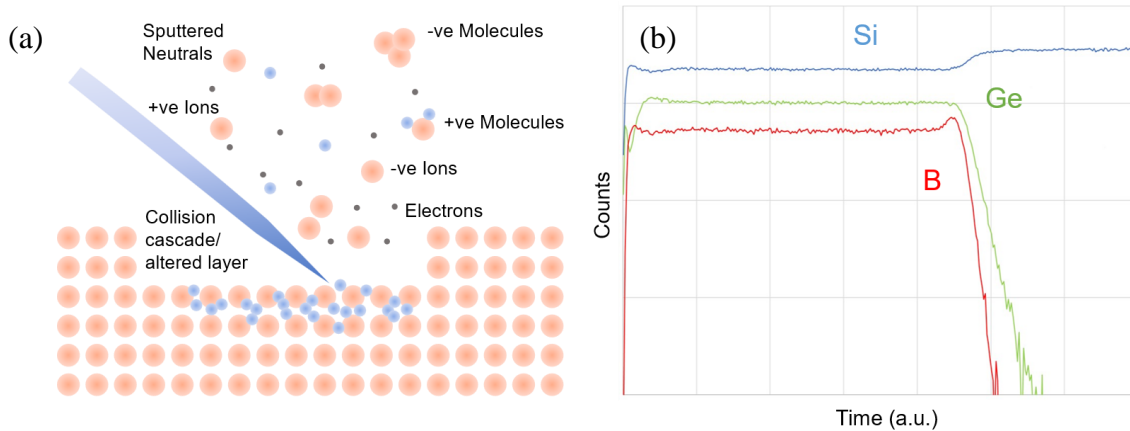 (a)
Sputtered
Neutrals
-ve Molecules
+ve Ions
+ve Molecules
-ve Ions
Collision
cascade/
altered layer
Electrons
(b)
Si
Ge
B
Counts
Time (a.u.)